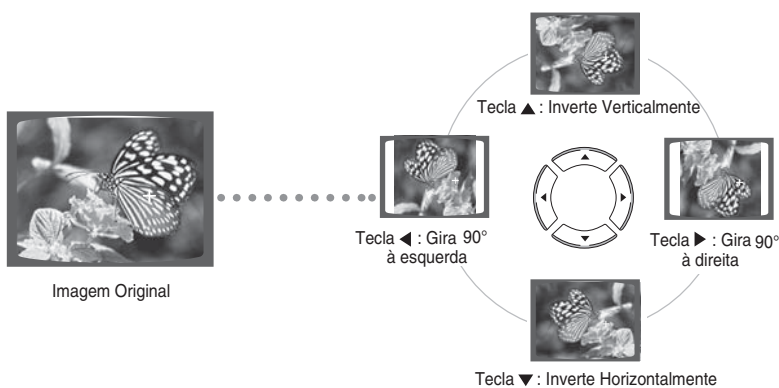 Tecla ▲ : Inverte Verticalmente
Tecla ◀ : Gira 90°
à esquerda
Tecla ▶ : Gira 90°
à direita
Imagem Original
Tecla ▼ : Inverte Horizontalmente